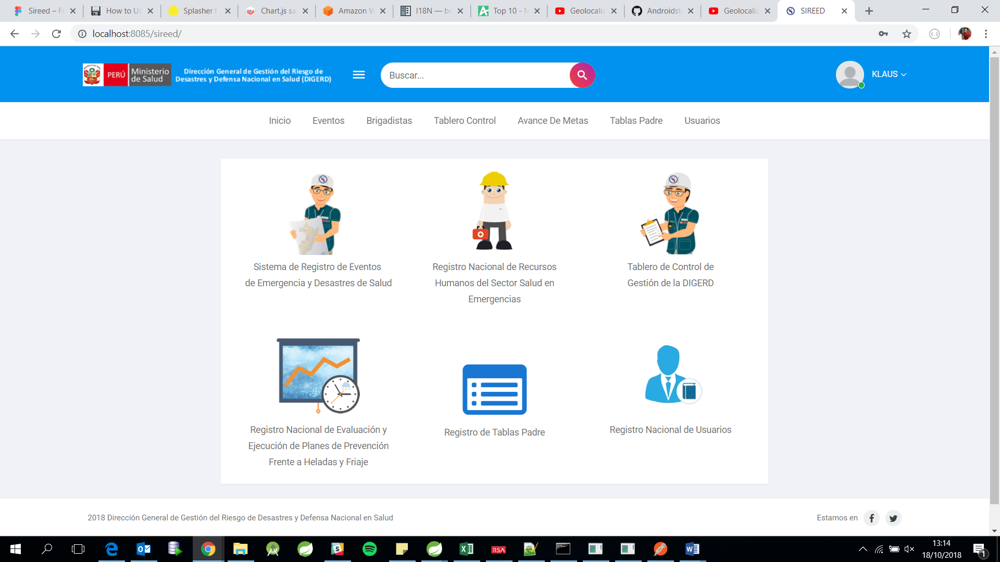 Sireed – Fi
How to Us
Splasher
Chart.js sa
Amazon W
I18N — bo
Top 10 - M
Geolocaliz
Androidstu
Geolocaliz
SIREED
localhost:8085/sireed/
PERÚ
Ministerio
de Salud
Dirección General de Gestión del Riesgo de
Desastres y Defensa Nacional en Salud (DIGERD)
Buscar...
KLAUS
Inicio Eventos Brigadistas Tablero Control Avance De Metas Tablas Padre Usuarios
Sistema de Registro de Eventos
de Emergencia y Desastres de Salud
Registro Nacional de Recursos
Humanos del Sector Salud en
Emergencias
Tablero de Control de
Gestión de la DIGERD
Registro Nacional de Evaluación y
Ejecución de Planes de Prevención
Frente a Heladas y Friaje
Registro de Tablas Padre
Registro Nacional de Usuarios
2018 Dirección General de Gestión del Riesgo de Desastres y Defensa Nacional en Salud
Estamos en
RSA
13:14
18/10/2018
1